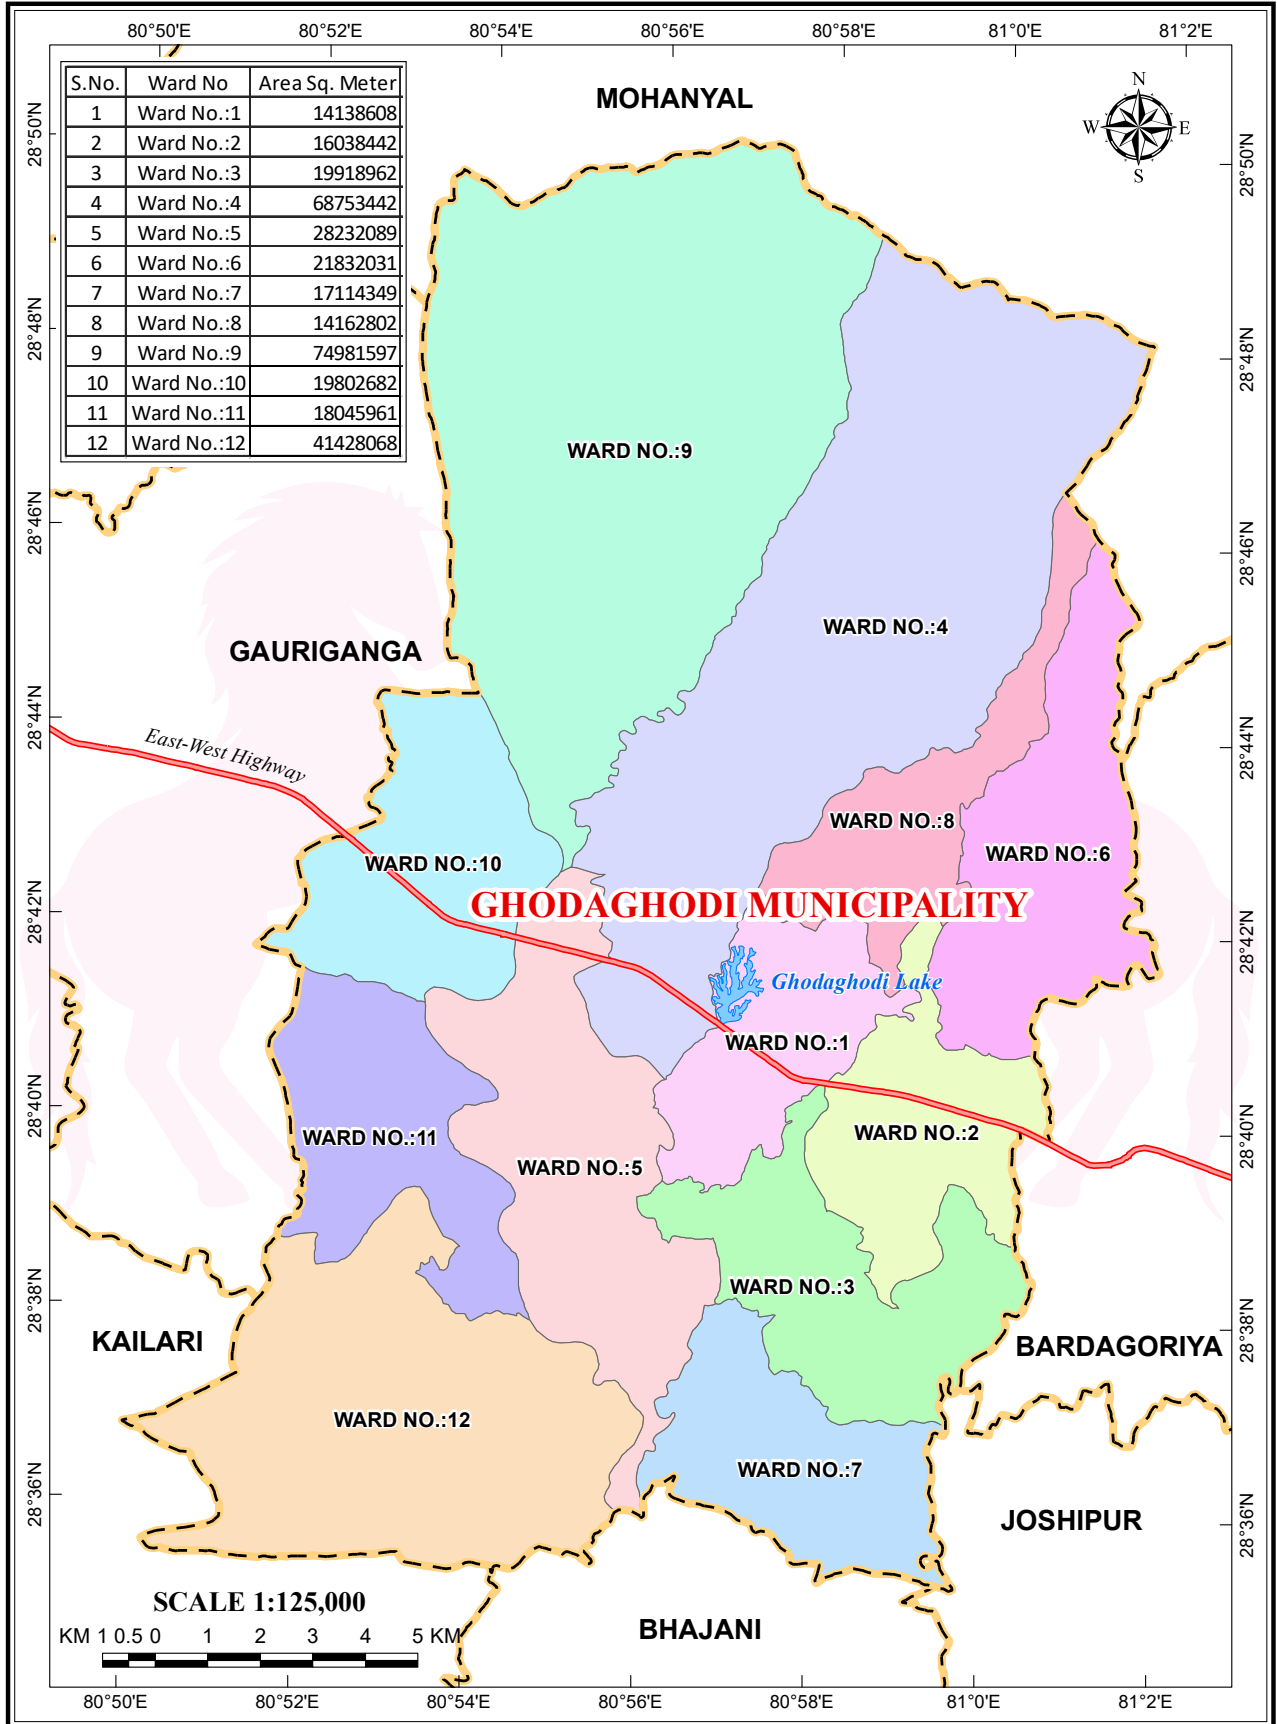 80°50'E 80°52'E 80°54'E 80°56'E 80°58'E 81°0'E 81°2'E
S.No. Ward No Area Sq. Meter
1 Ward No.:1 14138608
2 Ward No.:2 16038442
3 Ward No.:3 19918962
4 Ward No.:4 68753442
5 Ward No.:5 28232089
6 Ward No.:6 21832031
7 Ward No.:7 17114349
8 Ward No.:8 14162802
9 Ward No.:9 74981597
10 Ward No.:10 19802682
11 Ward No.:11 18045961
12 Ward No.:12 41428068
MOHANYAL
N
W E
S
28°50'N 28°50'N
28°48'N 28°48'N
WARD NO.:9
28°46'N 28°46'N
WARD NO.:4
GAURIGANGA
28°44'N 28°44'N
East-West Highway
WARD NO.:8
WARD NO.:6
WARD NO.:10
GHODAGHODI MUNICIPALITY
28°42'N 28°42'N
Ghodaghodi Lake
WARD NO.:1
28°40'N 28°40'N
WARD NO.:2
WARD NO.:11
WARD NO.:5
WARD NO.:3
28°38'N 28°38'N
KAILARI
BARDAGORIYA
WARD NO.:12
WARD NO.:7
28°36'N 28°36'N
JOSHIPUR
SCALE 1:125,000
BHAJANI
KM 1 0.5 0 1 2 3 4 5 KM
80°50'E 80°52'E 80°54'E 80°56'E 80°58'E 81°0'E 81°2'E